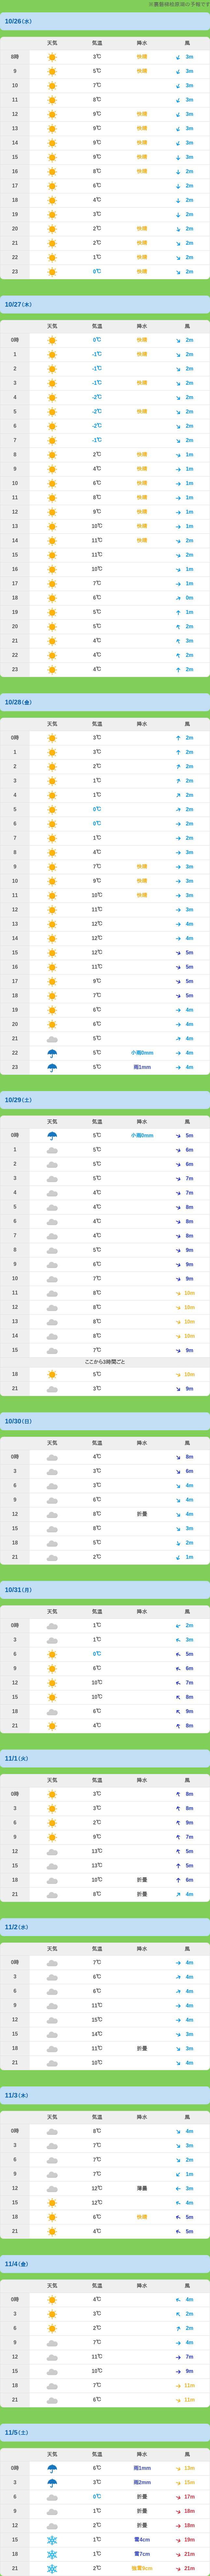 10/26(水)
天気 気温 降水 風
8時 3℃ 快晴 3m
9 5℃ 快晴 3m
10 7℃ 3m
11 8℃ 3m
12 9℃ 快晴 3m
13 9℃ 快晴 3m
14 9℃ 快晴 3m
15 9℃ 快晴 3m
16 8℃ 快晴 2m
17 6℃ 2m
18 4℃ 2m
19 3℃ 2m
20 2℃ 快晴 2m
21 2℃ 快晴 2m
22 1℃ 快晴 2m
23 0℃ 快晴 2m
10/27(木)
天気 気温 降水 風
0時 0℃ 快晴 2m
1 -1℃ 快晴 2m
2 -1℃ 2m
3 -1℃ 快晴 2m
4 -2℃ 2m
5 -2℃ 快晴 2m
6 -2℃ 2m
7 -1℃ 2m
8 2℃ 快晴 1m
9 4℃ 快晴 1m
10 6℃ 快晴 1m
11 8℃ 快晴 1m
12 9℃ 快晴 1m
13 10℃ 快晴 1m
14 11℃ 快晴 2m
15 11℃ 2m
16 10℃ 1m
17 7℃ 1m
18 6℃ 0m
19 5℃ 1m
20 5℃ 2m
21 4℃ 3m
22 4℃ 2m
23 4℃ 2m
10/28(金)
天気 気温 降水 風
0時 3℃ 2m
1 3℃ 2m
2 2℃ 2m
3 1℃ 2m
4 1℃ 2m
5 0℃ 2m
6 0℃ 2m
7 1℃ 2m
8 4℃ 3m
9 7℃ 快晴 3m
10 9℃ 快晴 3m
11 10℃ 快晴 3m
12 11℃ 3m
13 12℃ 4m
14 12℃ 4m
15 12℃ 5m
16 11℃ 5m
17 9℃ 5m
18 7℃ 5m
19 6℃ 4m
20 6℃ 4m
21 5℃ 4m
22 5℃ 小雨0mm 4m
23 5℃ 雨1mm 4m
10/29(土)
天気 気温 降水 風
0時 5℃ 小雨0mm 5m
1 5℃ 6m
2 5℃ 6m
3 5℃ 7m
4 4℃ 7m
5 4℃ 8m
6 4℃ 8m
7 4℃ 8m
8 5℃ 9m
9 6℃ 9m
10 7℃ 9m
11 8℃ 10m
12 8℃ 10m
13 8℃ 10m
14 8℃ 10m
15 7℃ 9m
ここから3時間ごと
18 5℃ 10m
21 3℃ 9m
10/30(日)
天気 気温 降水 風
0時 4℃ 8m
3 3℃ 6m
6 3℃ 4m
9 6℃ 4m
12 8℃ 折曇 4m
15 8℃ 3m
18 5℃ 2m
21 2℃ 1m
10/31(月)
天気 気温 降水 風
0時 1℃ 2m
3 1℃ 3m
6 0℃ 5m
9 6℃ 6m
12 10℃ 7m
15 10℃ 8m
18 6℃ 9m
21 4℃ 8m
11/1(火)
天気 気温 降水 風
0時 3℃ 8m
3 3℃ 8m
6 2℃ 9m
9 9℃ 7m
12 13℃ 5m
15 13℃ 5m
18 10℃ 折曇 6m
21 8℃ 折曇 4m
11/2(水)
天気 気温 降水 風
0時 7℃ 4m
3 6℃ 4m
6 6℃ 4m
9 11℃ 4m
12 15℃ 4m
15 14℃ 3m
18 11℃ 折曇 3m
21 10℃ 4m
11/3(木)
天気 気温 降水 風
0時 8℃ 4m
3 7℃ 3m
6 7℃ 2m
9 7℃ 1m
12 12℃ 薄曇 3m
15 12℃ 4m
18 6℃ 快晴 5m
21 4℃ 5m
11/4(金)
天気 気温 降水 風
0時 4℃ 4m
3 3℃ 2m
6 2℃ 2m
9 7℃ 4m
12 11℃ 7m
15 10℃ 9m
18 7℃ 11m
21 6℃ 11m
11/5(土)
天気 気温 降水 風
0時 6℃ 雨1mm 13m
3 3℃ 雨2mm 15m
6 0℃ 折曇 17m
9 1℃ 折曇 18m
12 2℃ 折曇 18m
15 1℃ 雪4cm 19m
18 1℃ 雪7cm 21m
21 2℃ 21m